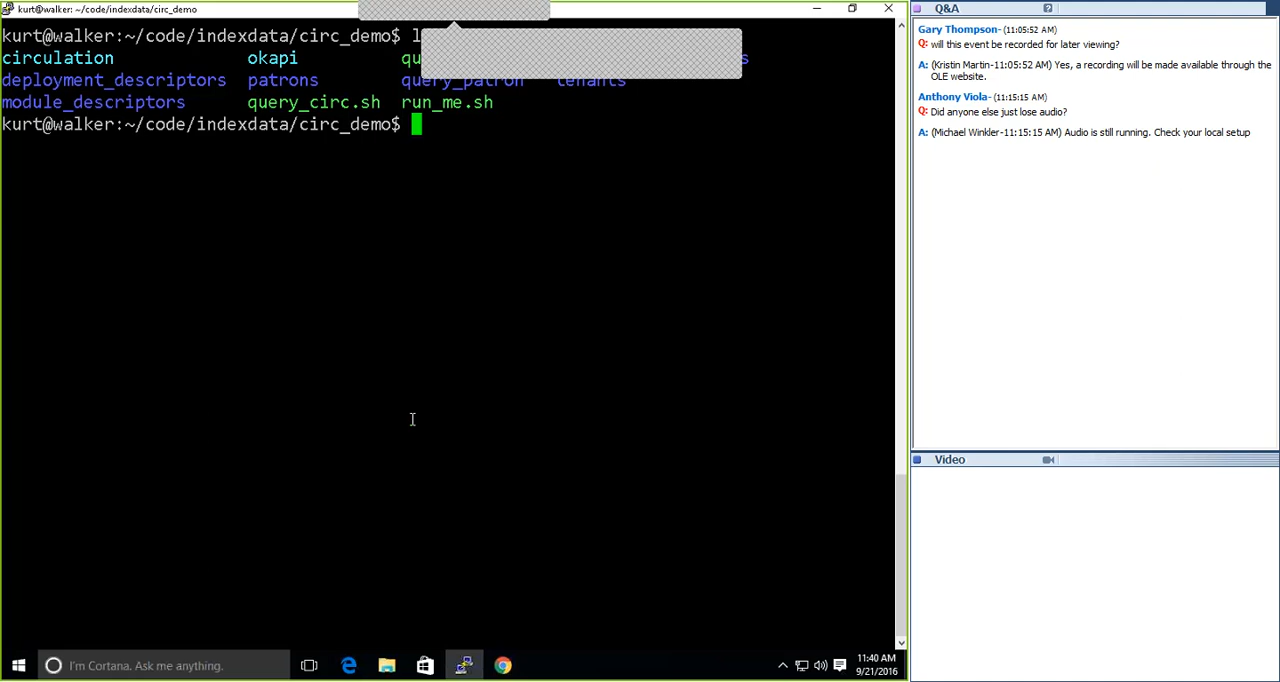 kurt@walker: ~/code/indexdata/circ_demo
kurt@walker:~/code/indexdata/circ_demo$
circulation okapi
deployment_descriptors patrons query_patron tenants
module_descriptors query_circ.sh run_me.sh
kurt@walker:~/code/indexdata/circ_demo$
I'm Cortana. Ask me anything.
11:40 AM
9/21/2016
Q&A
Gary Thompson- (11:05:52 AM)
Q: will this event be recorded for later viewing?
A: (Kristin Martin-11:05:52 AM) Yes, a recording will be made available through the
OLE website.
Anthony Viola- (11:15:15 AM)
Q: Did anyone else just lose audio?
A: (Michael Winkler-11:15:15 AM) Audio is still running. Check your local setup
Video